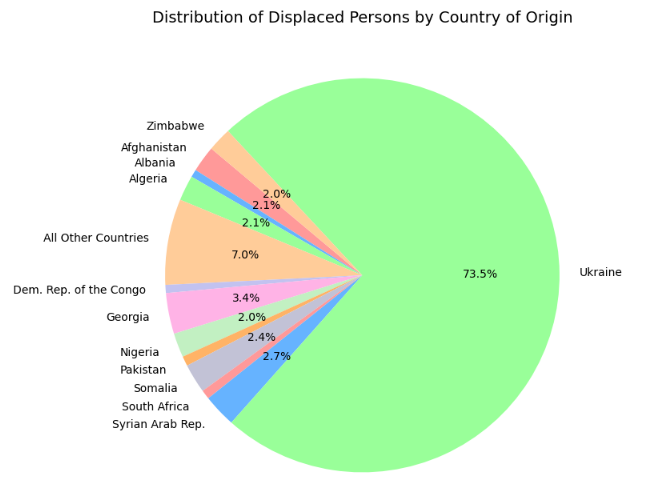 Distribution of Displaced Persons by Country of Origin
Zimbabwe
Afghanistan
Albania
Algeria
All Other Countries
Dem. Rep. of the Congo
Georgia
Nigeria
Pakistan
Somalia
South Africa
Syrian Arab Rep.
Ukraine
2.0%
2.1%
2.1%
7.0%
3.4%
2.0%
2.4%
2.7%
73.5%